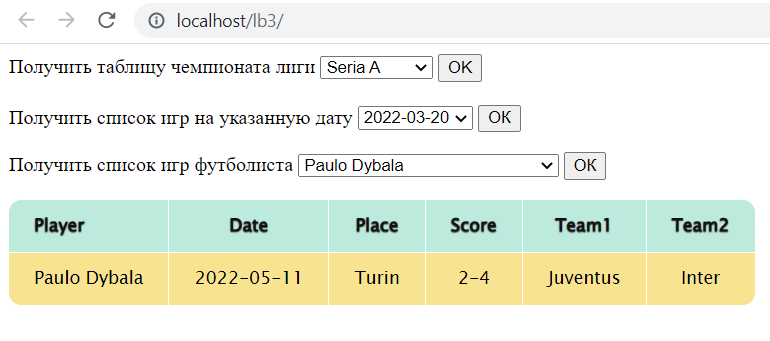 localhost/lb3/
Получить таблицу чемпионата лиги Seria A OK
Получить список игр на указанную дату 2022-03-20 OK
Получить список игр футболиста Paulo Dybala OK
Player Date Place Score Team1 Team2
Paulo Dybala 2022-05-11 Turin 2-4 Juventus Inter